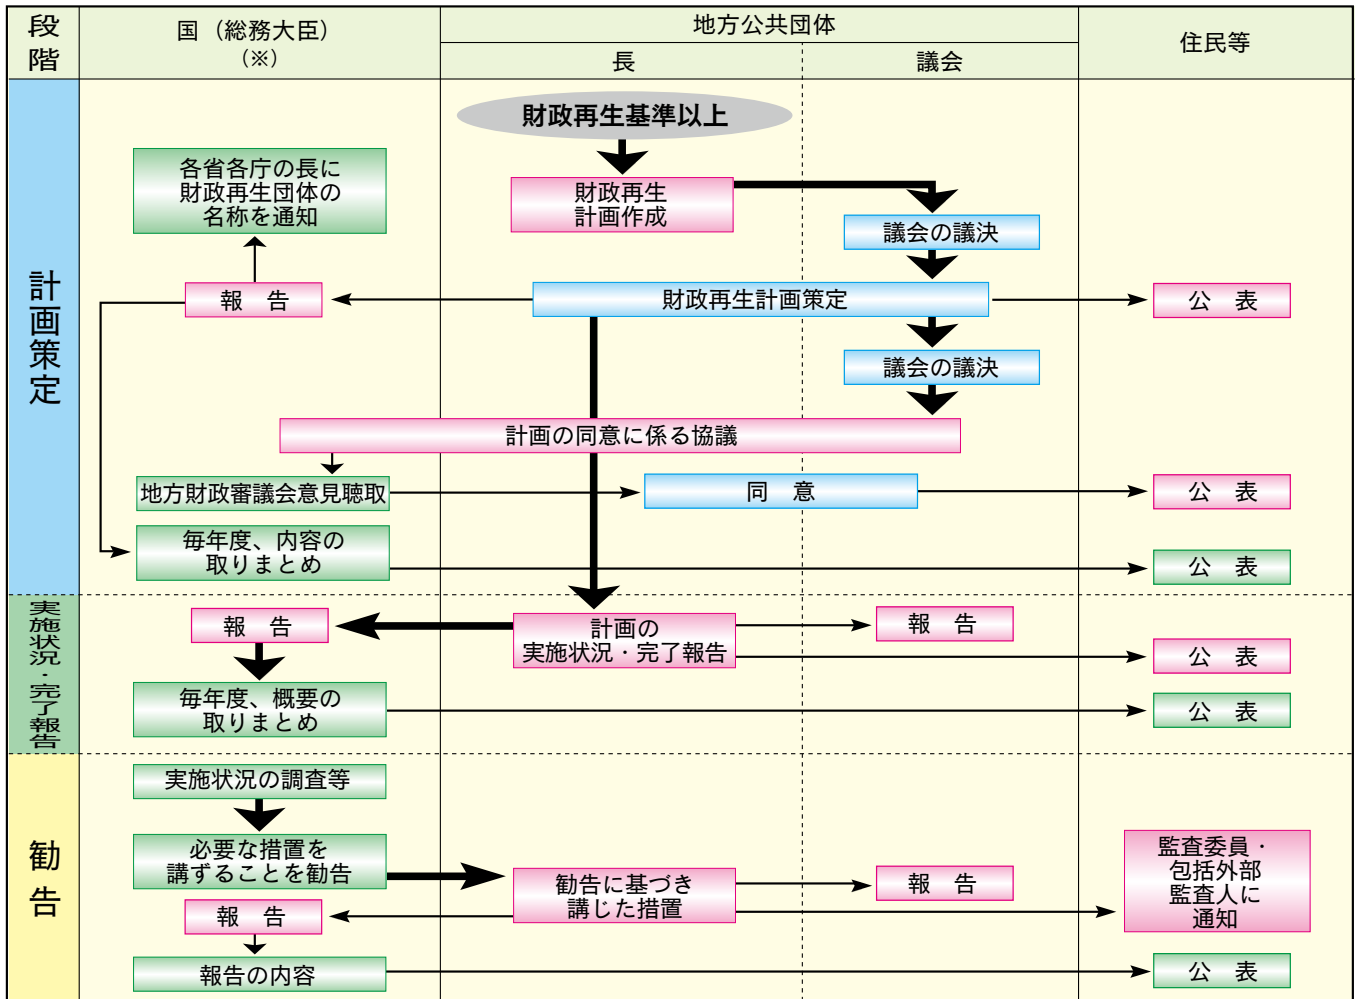 段階
国（総務大臣）
（※）
地方公共団体
長
議会
住民等
計画策定
財政再生基準以上
各省各庁の長に
財政再生団体の
名称を通知
財政再生
計画作成
議会の議決
報　告
財政再生計画策定
公　表
議会の議決
計画の同意に係る協議
地方財政審議会意見聴取
同　意
公　表
毎年度、内容の
取りまとめ
公　表
実施状況・完了報告
報　告
計画の
実施状況・完了報告
報　告
公　表
毎年度、概要の
取りまとめ
公　表
勧告
実施状況の調査等
必要な措置を
講ずることを勧告
勧告に基づき
講じた措置
報　告
監査委員・
包括外部
監査人に
通知
報　告
報告の内容
公　表